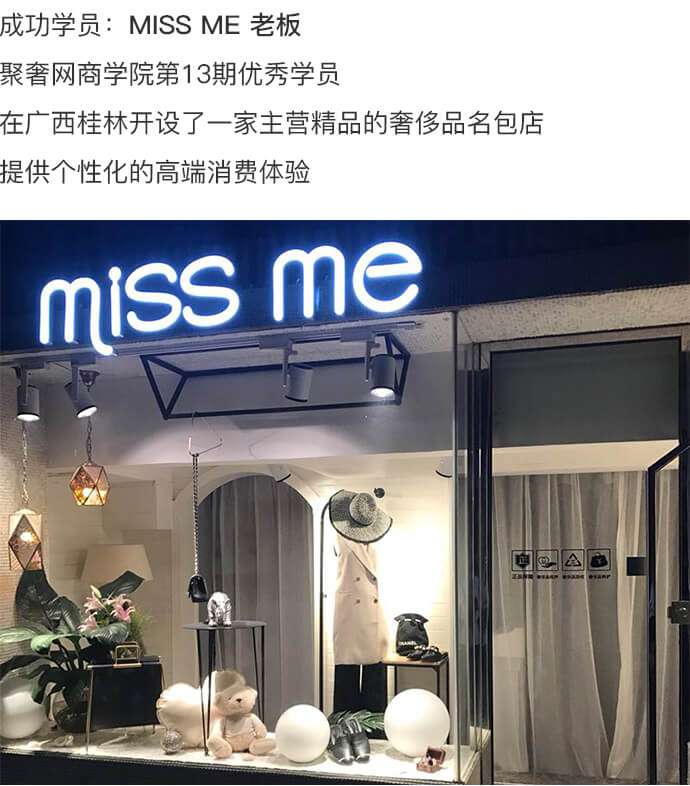 成功学员：MISS ME 老板
聚奢网商学院第13期优秀学员
在广西桂林开设了一家主营精品的奢侈品名包店
提供个性化的高端消费体验
miss me
CHANEL